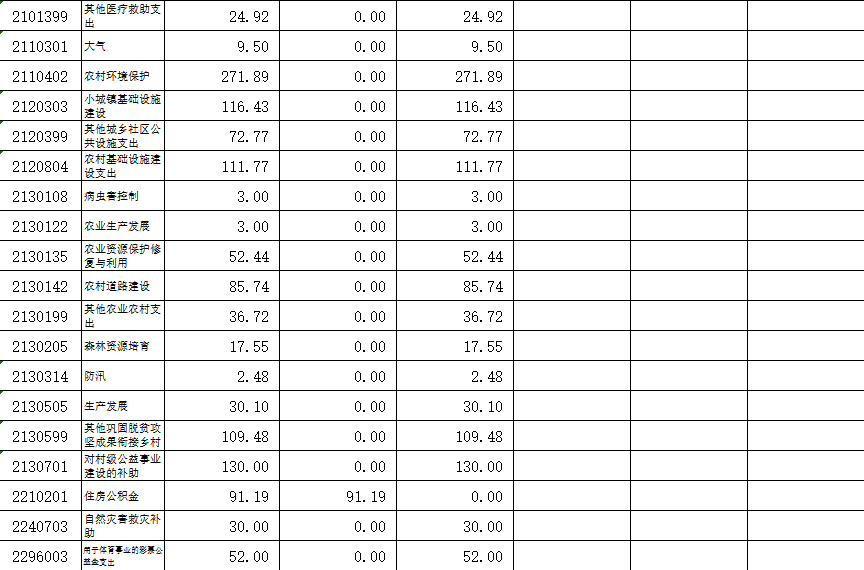 2101399 其他医疗救助支出 24.92 0.00 24.92
2110301 大气 9.50 0.00 9.50
2110402 农村环境保护 271.89 0.00 271.89
2120303 小城镇基础设施建设 116.43 0.00 116.43
2120399 其他城乡社区公共设施支出 72.77 0.00 72.77
2120804 农村基础设施建设支出 111.77 0.00 111.77
2130108 病虫害控制 3.00 0.00 3.00
2130122 农业生产发展 3.00 0.00 3.00
2130135 农业资源保护修复与利用 52.44 0.00 52.44
2130142 农村道路建设 85.74 0.00 85.74
2130199 其他农业农村支出 36.72 0.00 36.72
2130205 森林资源培育 17.55 0.00 17.55
2130314 防汛 2.48 0.00 2.48
2130505 生产发展 30.10 0.00 30.10
2130599 其他巩固脱贫攻坚成果衔接乡村 109.48 0.00 109.48
2130701 对村级公益事业建设的补助 130.00 0.00 130.00
2210201 住房公积金 91.19 91.19 0.00
2240703 自然灾害救灾补助 30.00 0.00 30.00
2296003 用于体育事业的彩票公益金支出 52.00 0.00 52.00